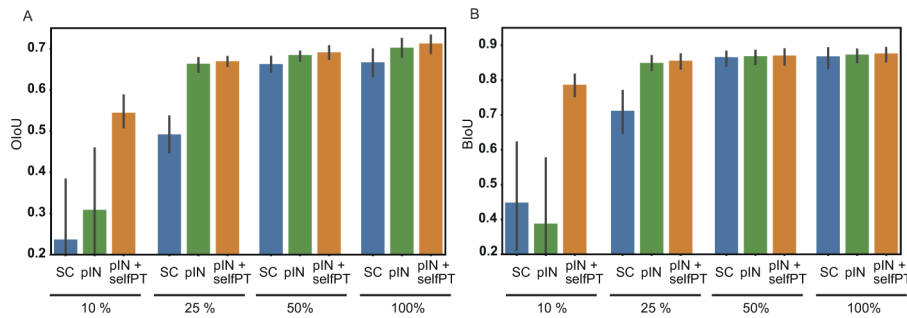 A
OIoU
0.7
0.6
0.5
0.4
0.3
0.2
SC pIN pIN + selfPT SC pIN pIN + selfPT SC pIN pIN + selfPT SC pIN pIN + selfPT
10 % 25 % 50% 100%
B
BIoU
0.9
0.8
0.7
0.6
0.5
0.4
0.2
SC pIN pIN + selfPT SC pIN pIN + selfPT SC pIN pIN + selfPT SC pIN pIN + selfPT
10 % 25 % 50% 100%